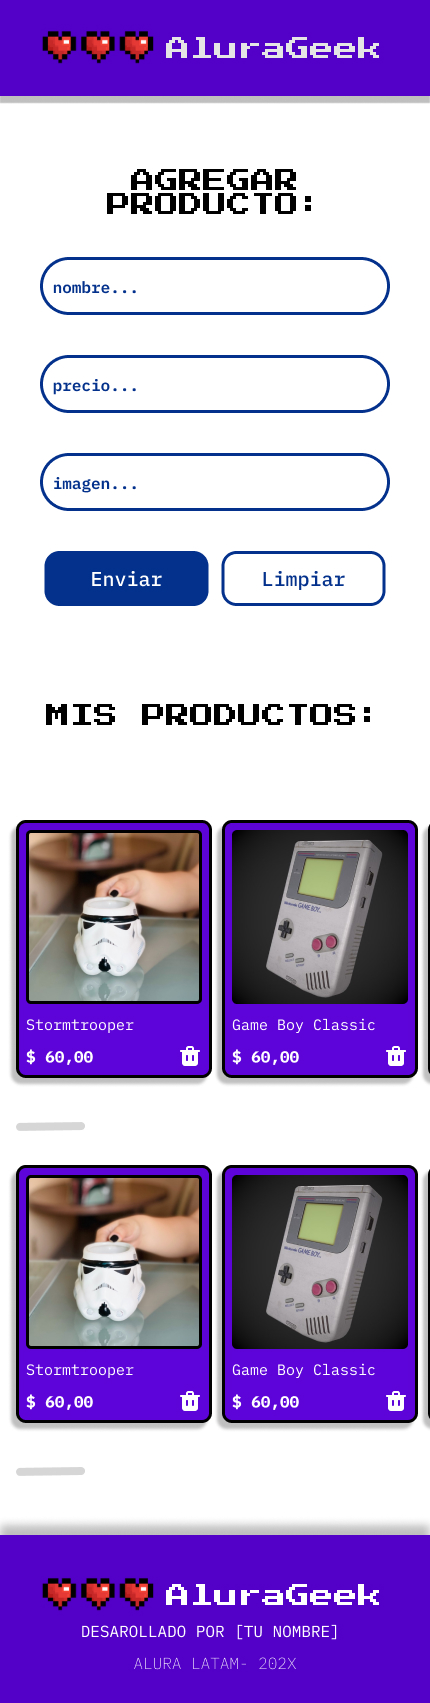 AluraGeek
AGREGAR
PRODUCTO:
nombre...
precio...
imagen...
Enviar Limpiar
MIS PRODUCTOS:
GAME BOY
Stormtrooper Game Boy Classic
$ 60,00 $ 60,00
GAME BOY
Stormtrooper Game Boy Classic
$ 60,00 $ 60,00
AluraGeek
DESAROLLADO POR [TU NOMBRE]
ALURA LATAM- 202X